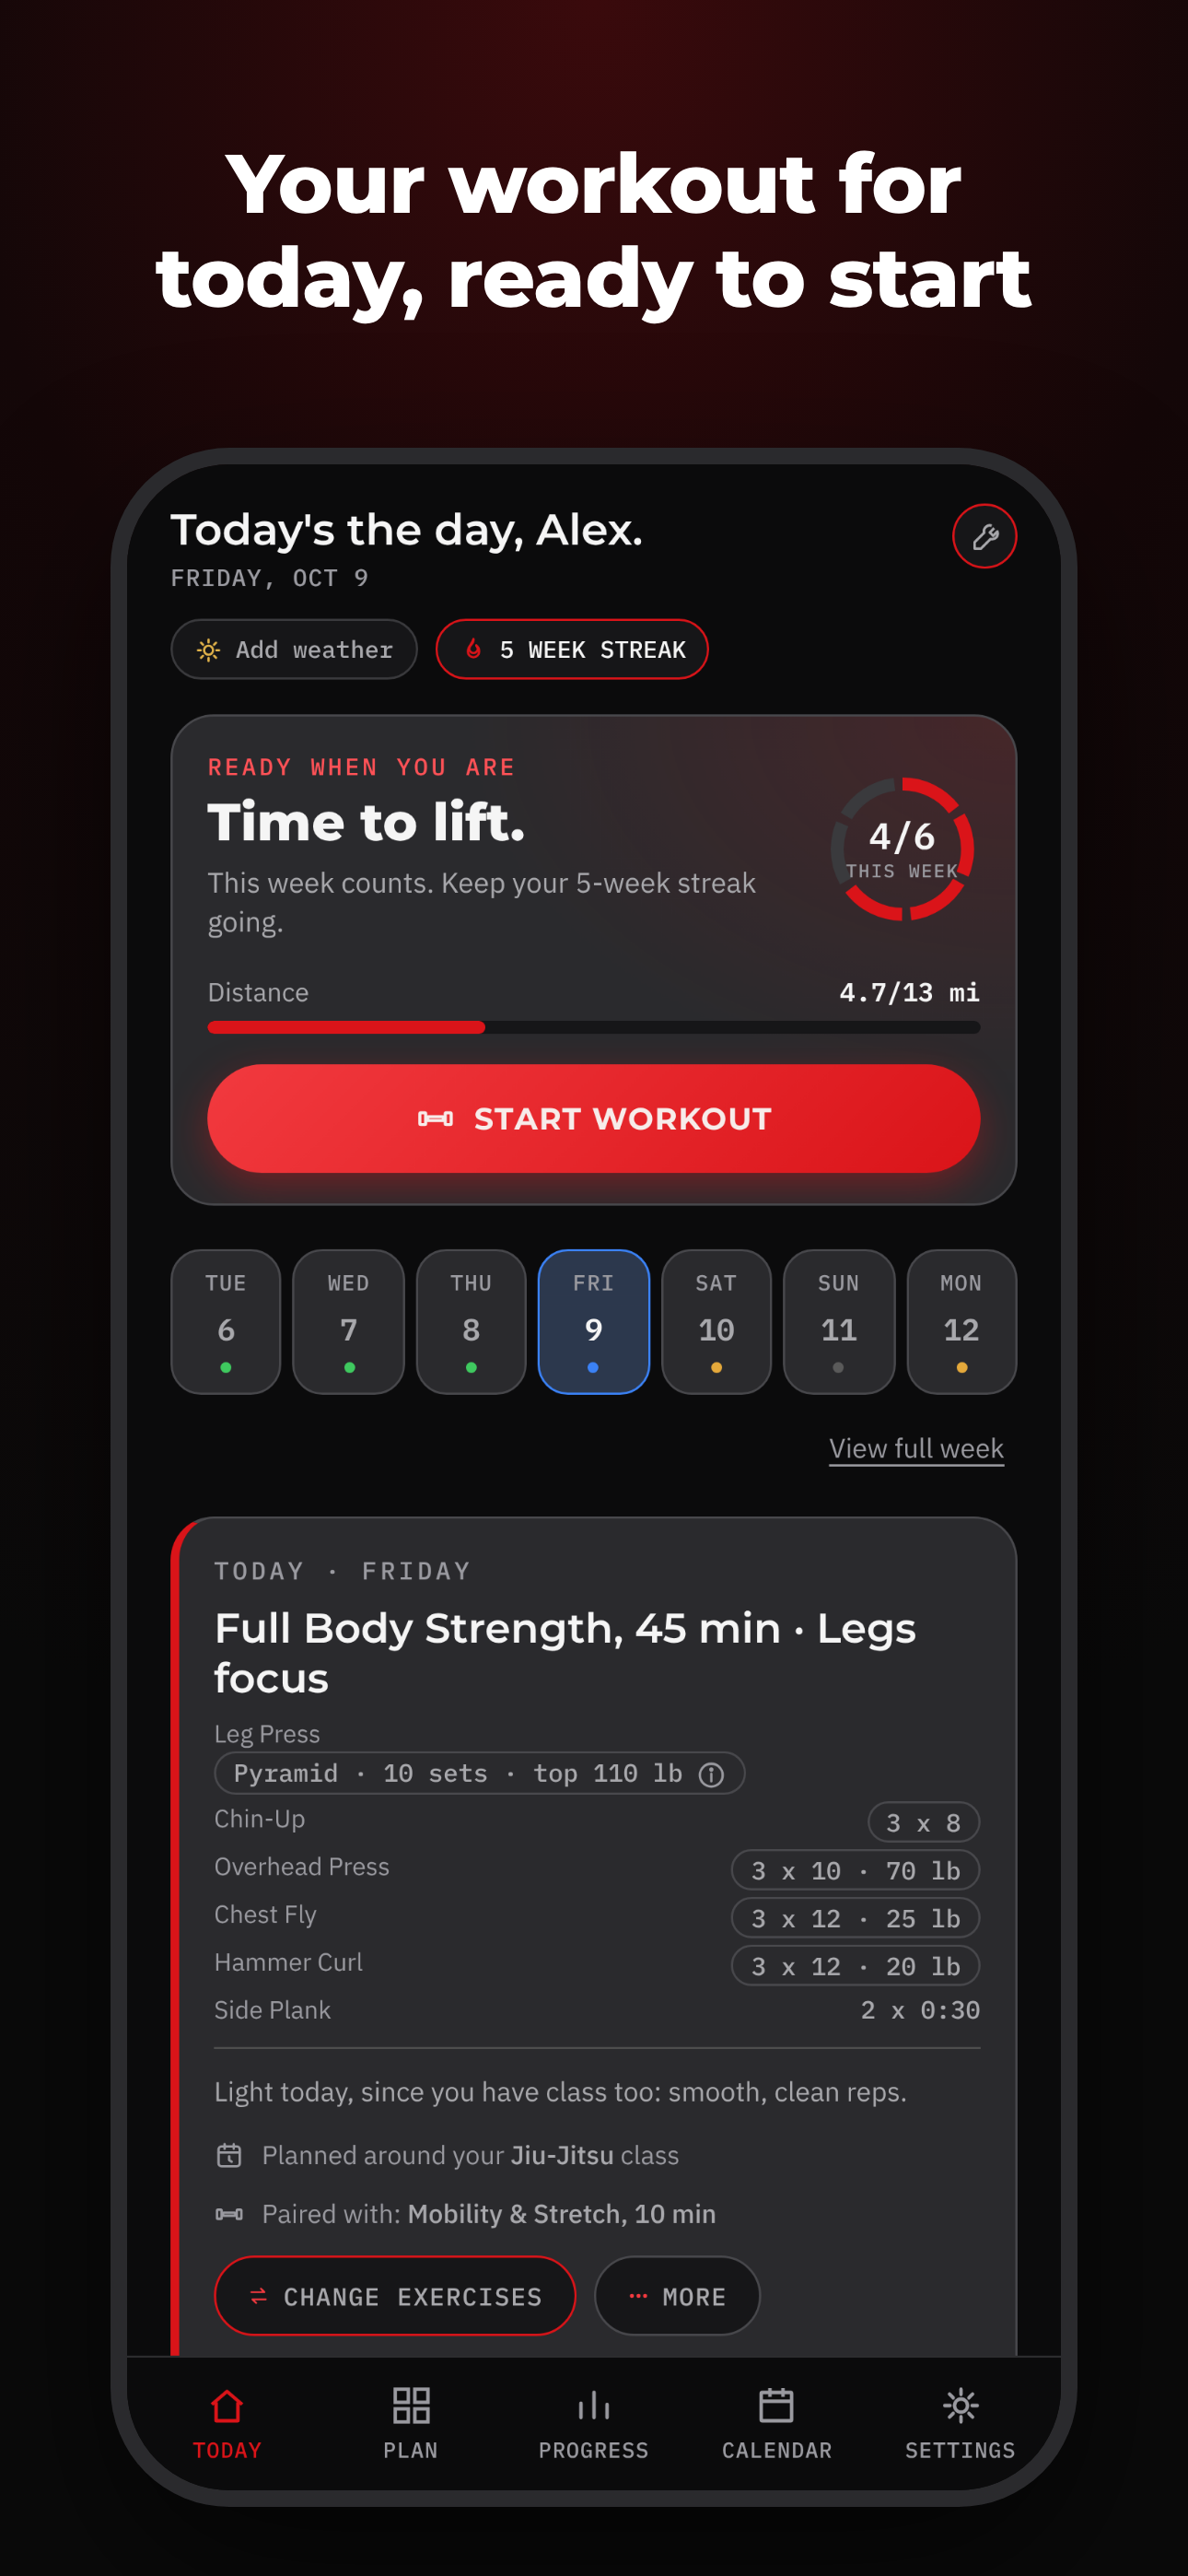 Your workout for
today, ready to start
Today's the day, Alex.
FRIDAY, OCT 9
Add weather
5 WEEK STREAK
READY WHEN YOU ARE
Time to lift.
This week counts. Keep your 5-week streak
going.
4/6
THIS WEEK
Distance
4.7/13 mi
START WORKOUT
TUE WED THU FRI SAT SUN MON
6 7 8 9 10 11 12
View full week
TODAY · FRIDAY
Full Body Strength, 45 min · Legs
focus
Leg Press
Pyramid · 10 sets · top 110 lb
Chin-Up 3 x 8
Overhead Press 3 x 10 · 70 lb
Chest Fly 3 x 12 · 25 lb
Hammer Curl 3 x 12 · 20 lb
Side Plank 2 x 0:30
Light today, since you have class too: smooth, clean reps.
Planned around your Jiu-Jitsu class
Paired with: Mobility & Stretch, 10 min
CHANGE EXERCISES
MORE
TODAY PLAN PROGRESS CALENDAR SETTINGS